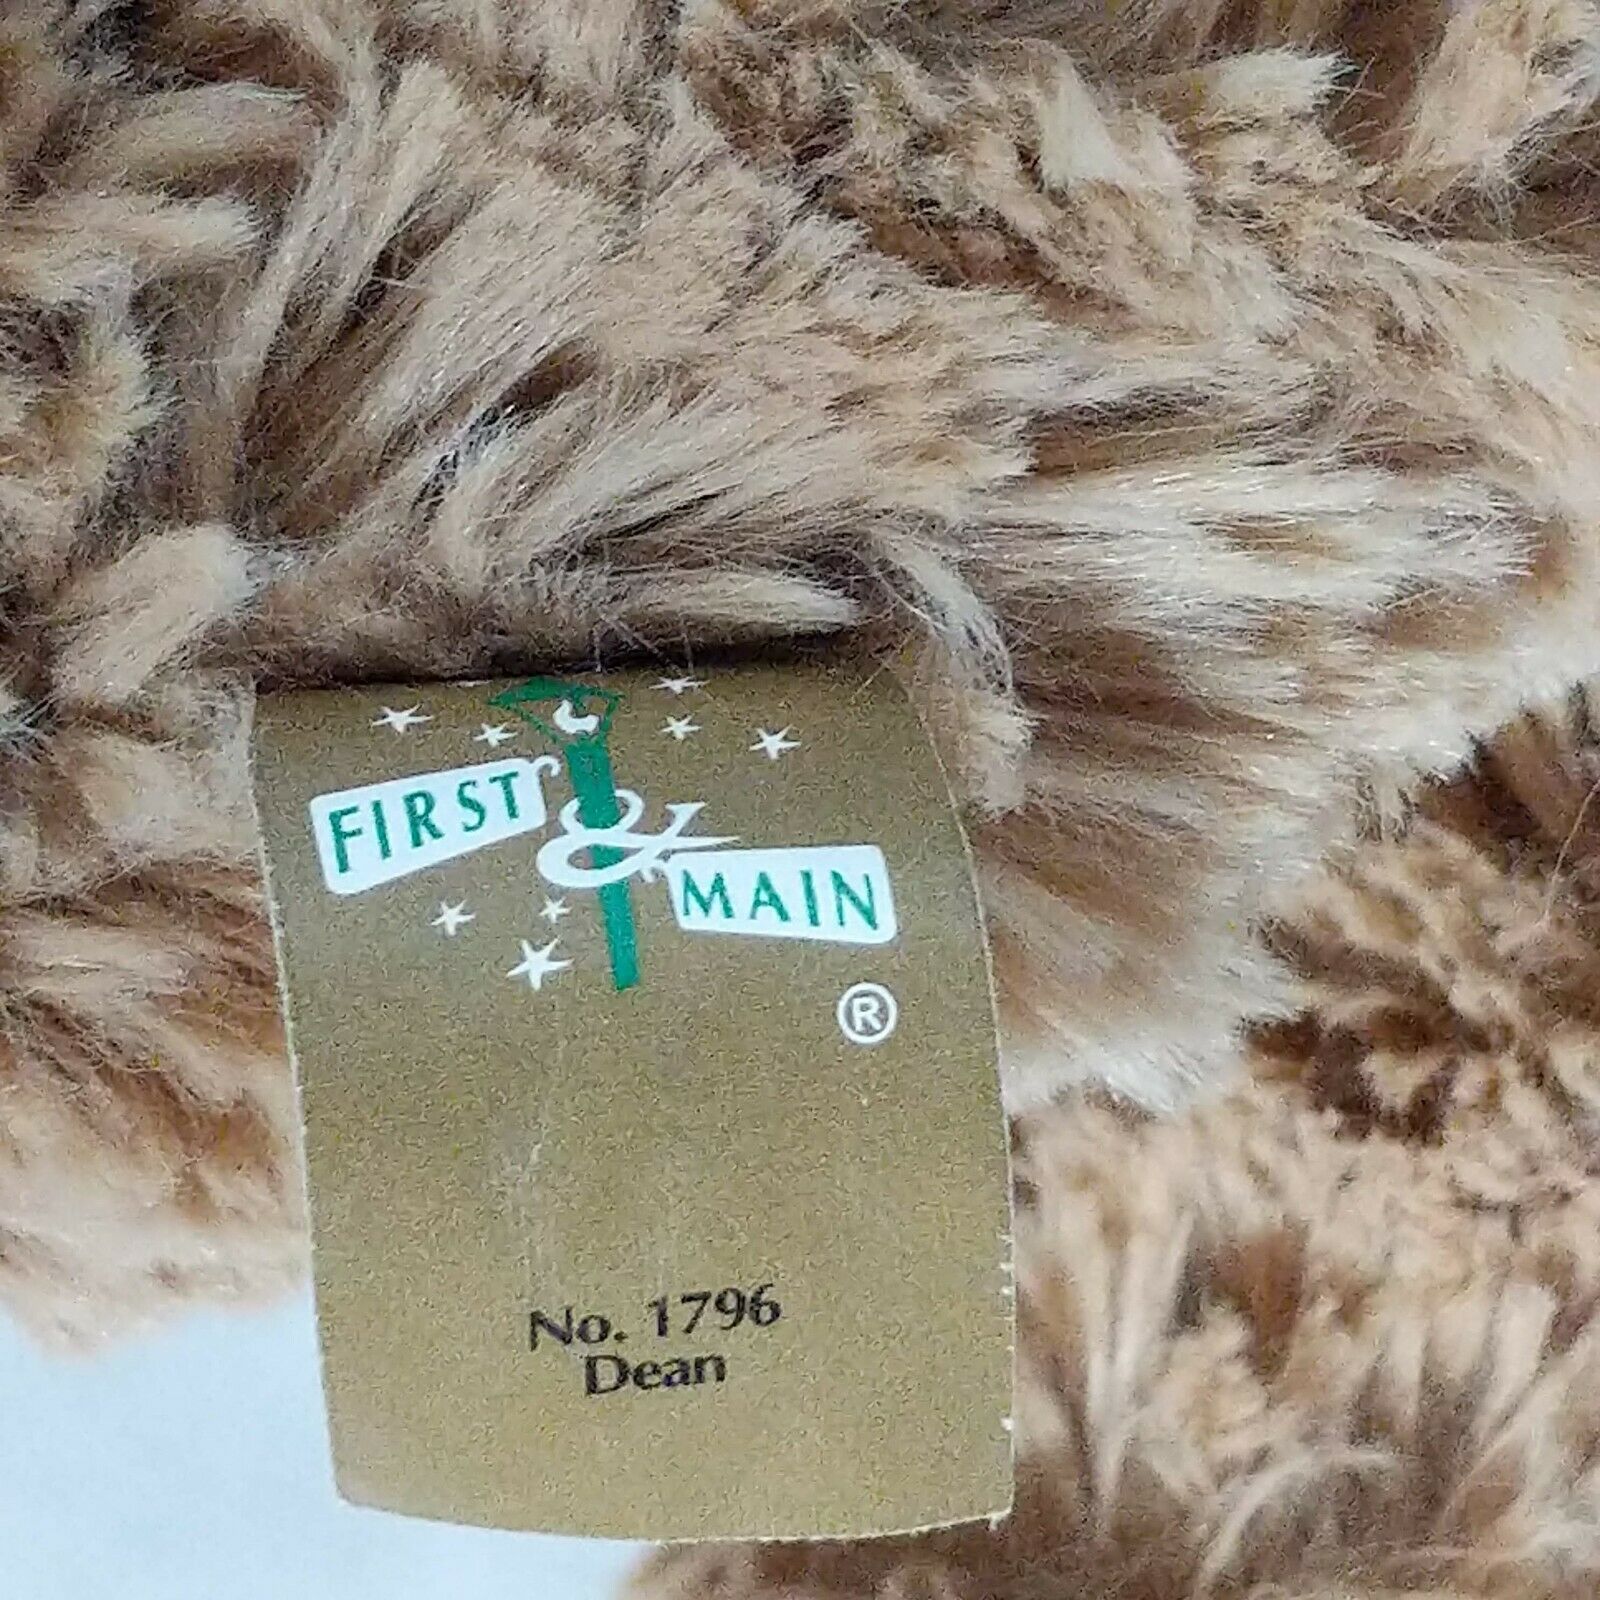 FIRST & MAIN
®
No. 1796
Dean